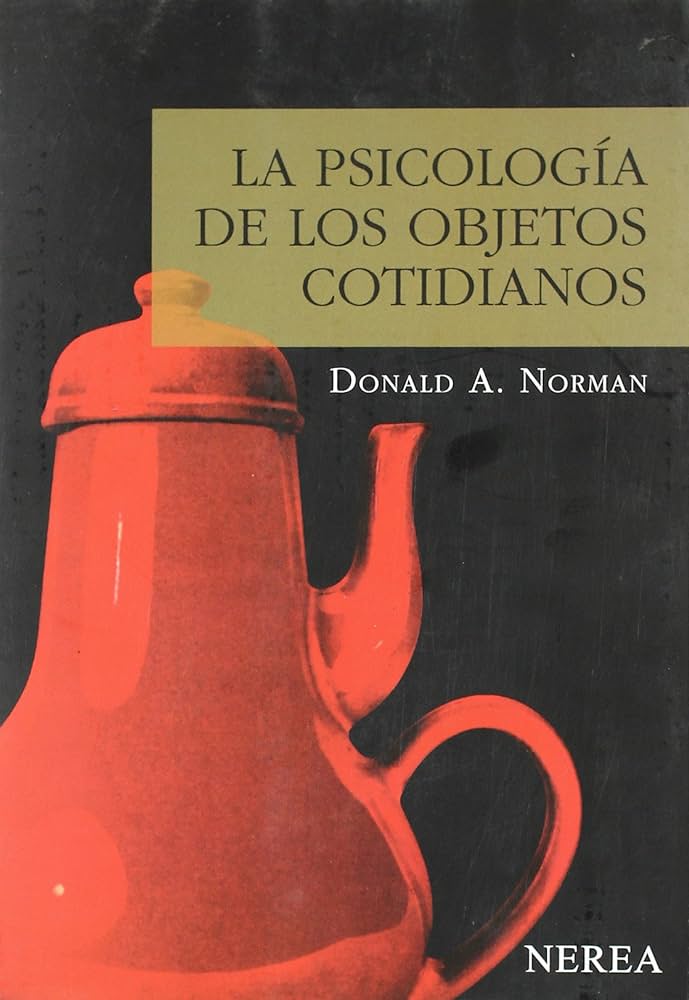 LA PSICOLOGÍA
DE LOS OBJETOS
COTIDIANOS
DONALD A. NORMAN
NEREA